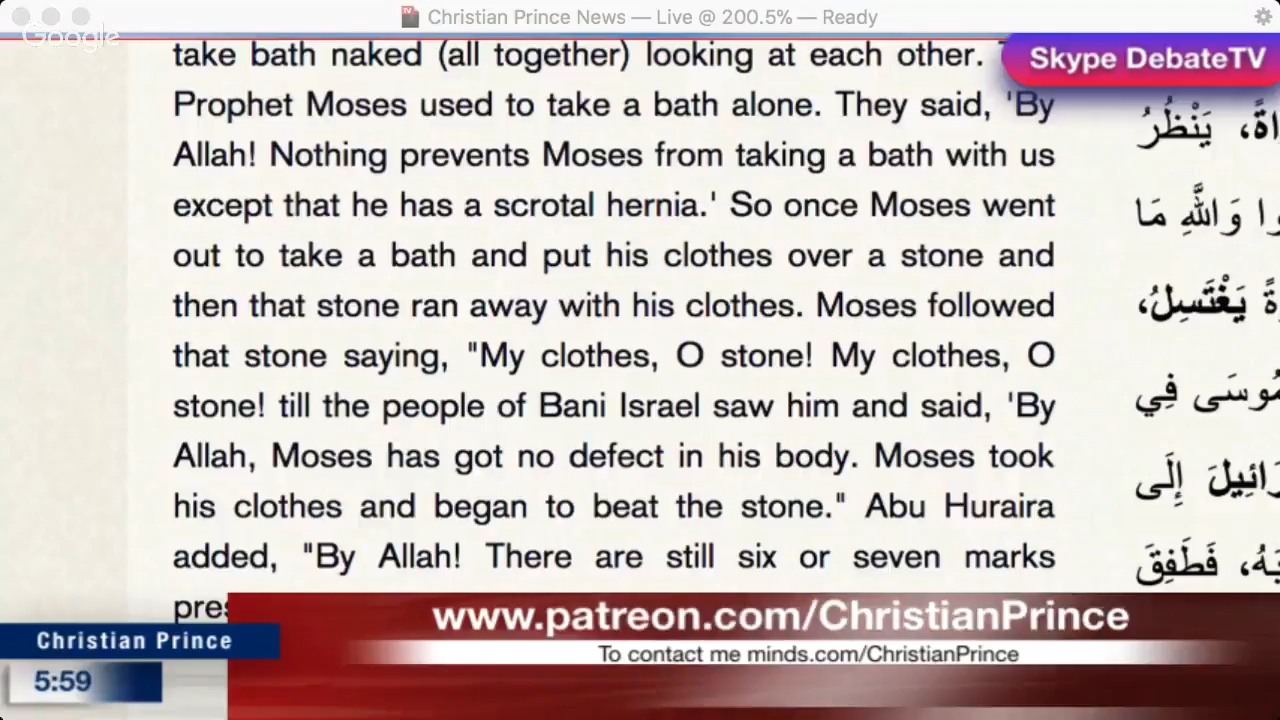 Christian Prince News — Live @ 200.5% — Ready
Google
Skype DebateTV
take bath naked (all together) looking at each other.
Prophet Moses used to take a bath alone. They said, 'By
Allah! Nothing prevents Moses from taking a bath with us
except that he has a scrotal hernia.' So once Moses went
out to take a bath and put his clothes over a stone and
then that stone ran away with his clothes. Moses followed
that stone saying, "My clothes, O stone! My clothes, O
stone! till the people of Bani Israel saw him and said, 'By
Allah, Moses has got no defect in his body. Moses took
his clothes and began to beat the stone." Abu Huraira
added, "By Allah! There are still six or seven marks
يَنْظُرُ
وَاللَّهِ مَا
يَغْتَسِلُ،
فِي
إِلَى
فَطَفِقَ
www.patreon.com/ChristianPrince
To contact me minds.com/ChristianPrince
Christian Prince
5:59